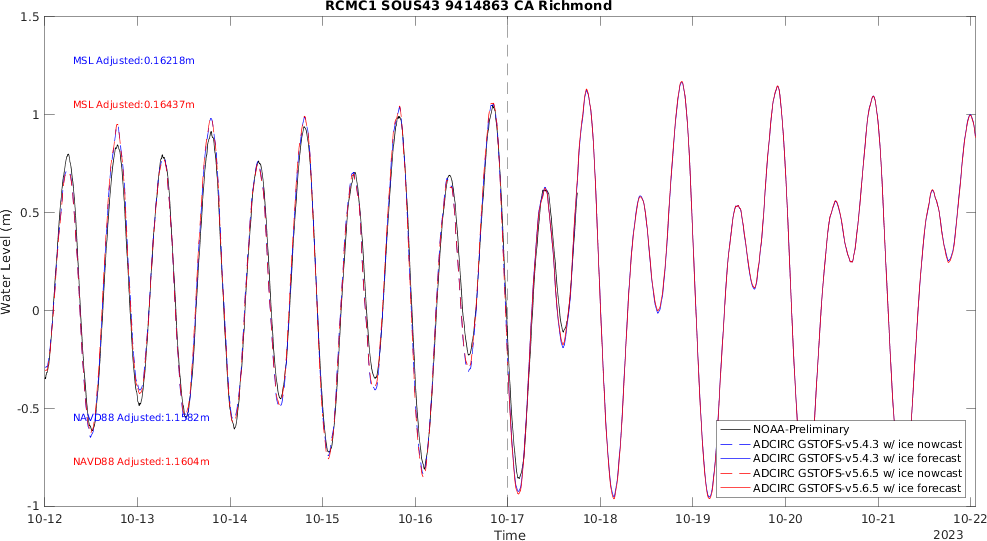 RCMC1 SOUS43 9414863 CA Richmond
1.5
MSL Adjusted:0.16218m
MSL Adjusted:0.16437m
1
0.5
Water Level (m)
0
-0.5
NAVD88 Adjusted:1.1582m
NAVD88 Adjusted:1.1604m
-1
NOAA-Preliminary
ADCIRC GSTOFS-v5.4.3 w/ ice nowcast
ADCIRC GSTOFS-v5.4.3 w/ ice forecast
ADCIRC GSTOFS-v5.6.5 w/ ice nowcast
ADCIRC GSTOFS-v5.6.5 w/ ice forecast
10-12 10-13 10-14 10-15 10-16 10-17 10-18 10-19 10-20 10-21 10-22
Time
2023